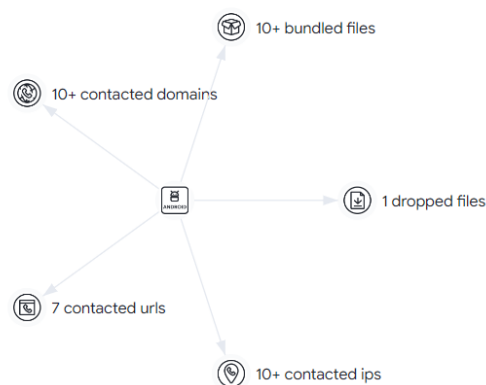 10+ bundled files
10+ contacted domains
ANDROID
1 dropped files
7 contacted urls
10+ contacted ips